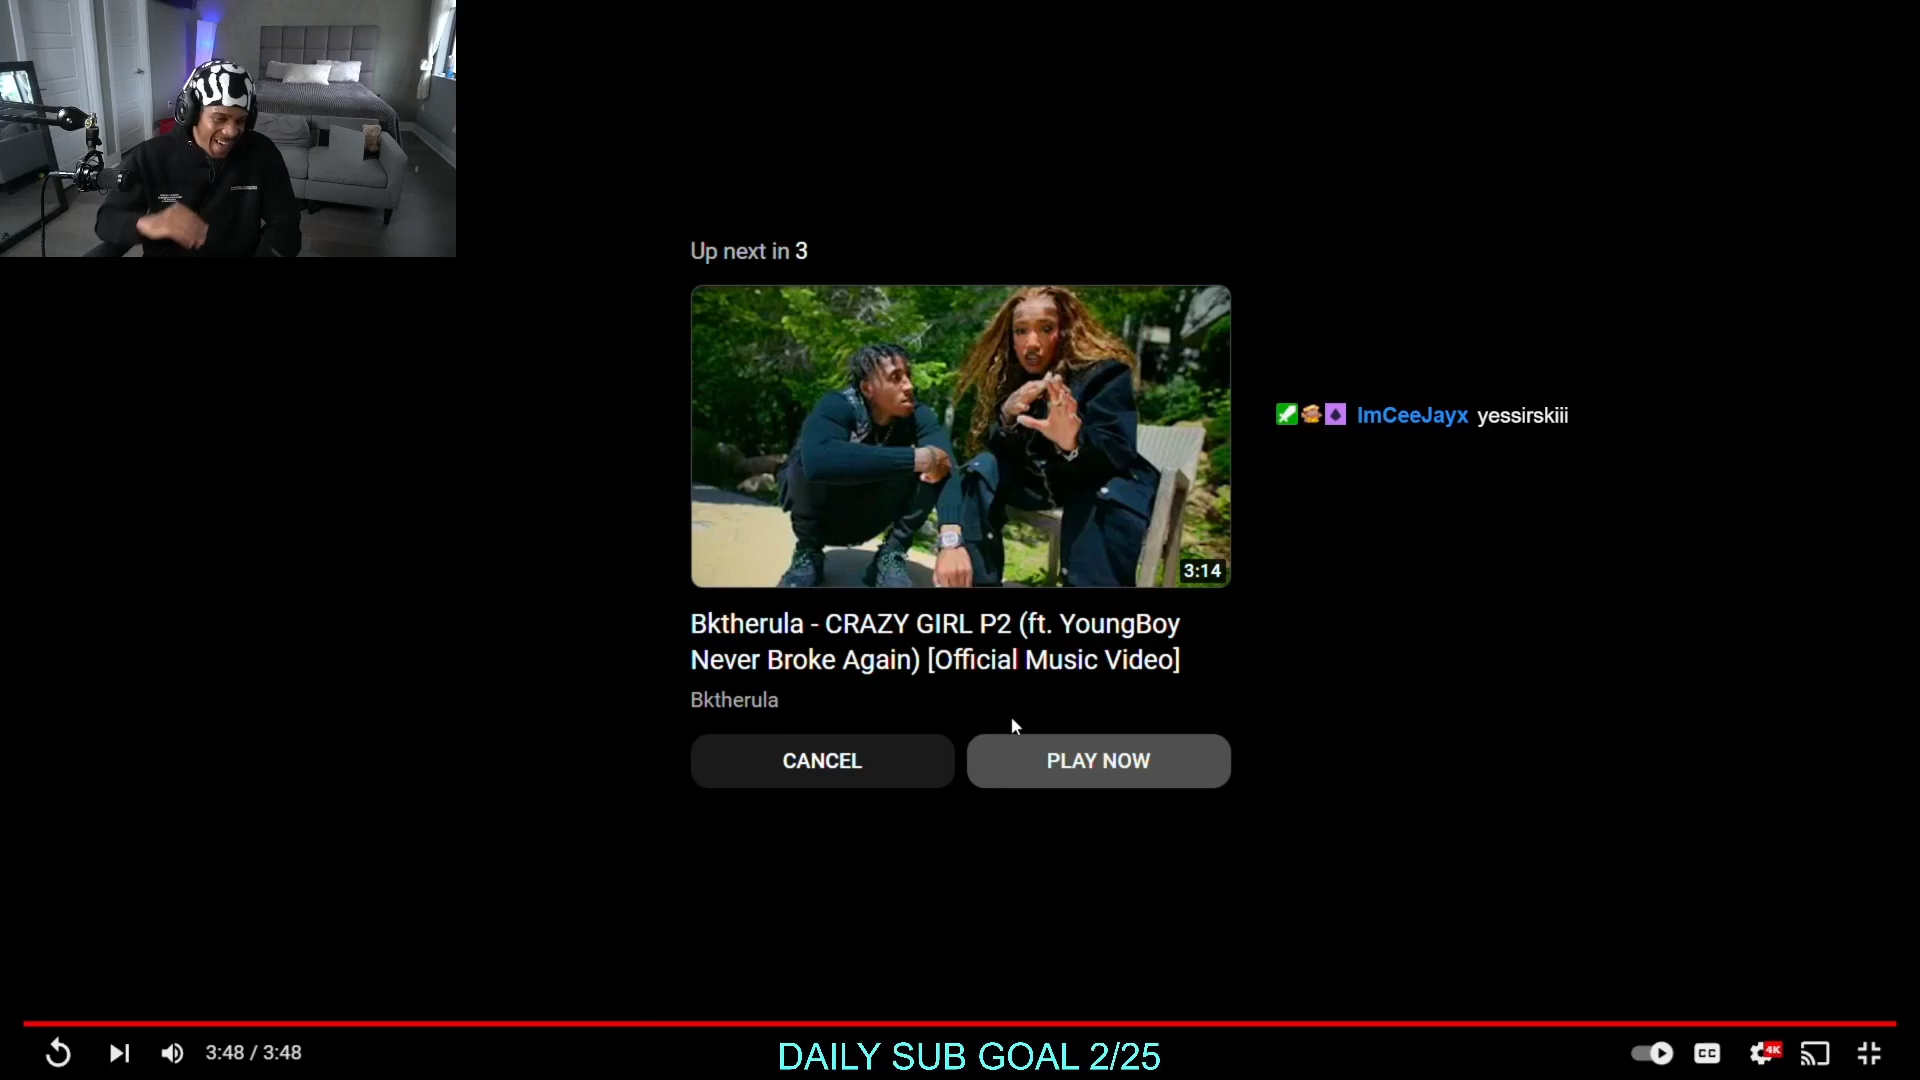 Up next in 3
3:14
ImCeeJayx yessirskiii
Bktherula - CRAZY GIRL P2 (ft. YoungBoy
Never Broke Again) [Official Music Video]
Bktherula
CANCEL
PLAY NOW
3:48 / 3:48
DAILY SUB GOAL 2/25
CC
4K